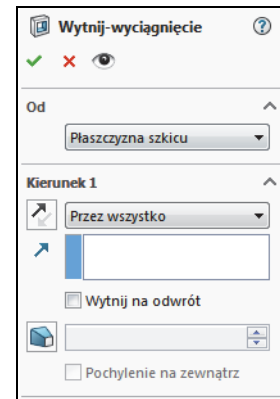 Wytnij-wyciągnięcie
Od
Płaszczyzna szkicu
Kierunek 1
Przez wszystko
Wytnij na odwrót
Pochylenie na zewnątrz